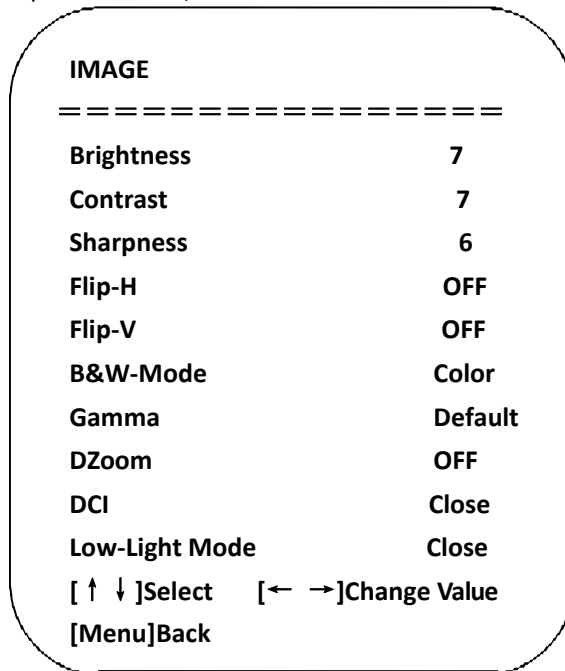 IMAGE
================
Brightness 7
Contrast 7
Sharpness 6
Flip-H OFF
Flip-V OFF
B&W-Mode Color
Gamma Default
DZoom OFF
DCI Close
Low-Light Mode Close
[↑ ↓]Select [← →]Change Value
[Menu]Back